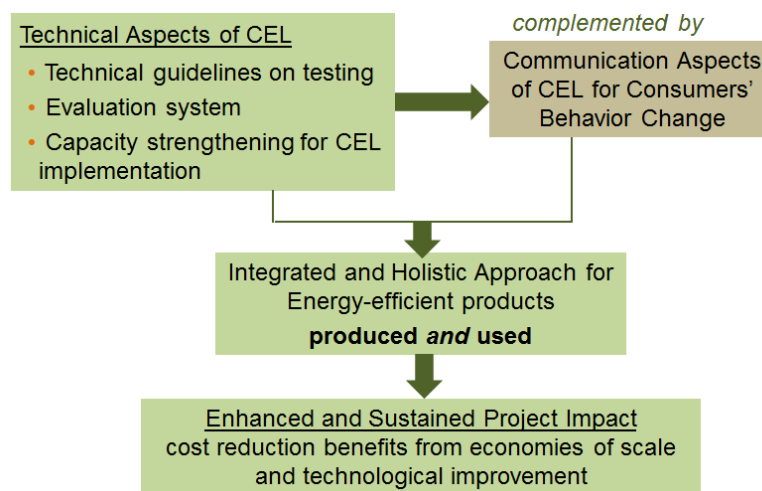 Technical Aspects of CEL
• Technical guidelines on testing
• Evaluation system
• Capacity strengthening for CEL
implementation
complemented by
Communication Aspects
of CEL for Consumers'
Behavior Change
Integrated and Holistic Approach for
Energy-efficient products
produced and used
Enhanced and Sustained Project Impact
cost reduction benefits from economies of scale
and technological improvement